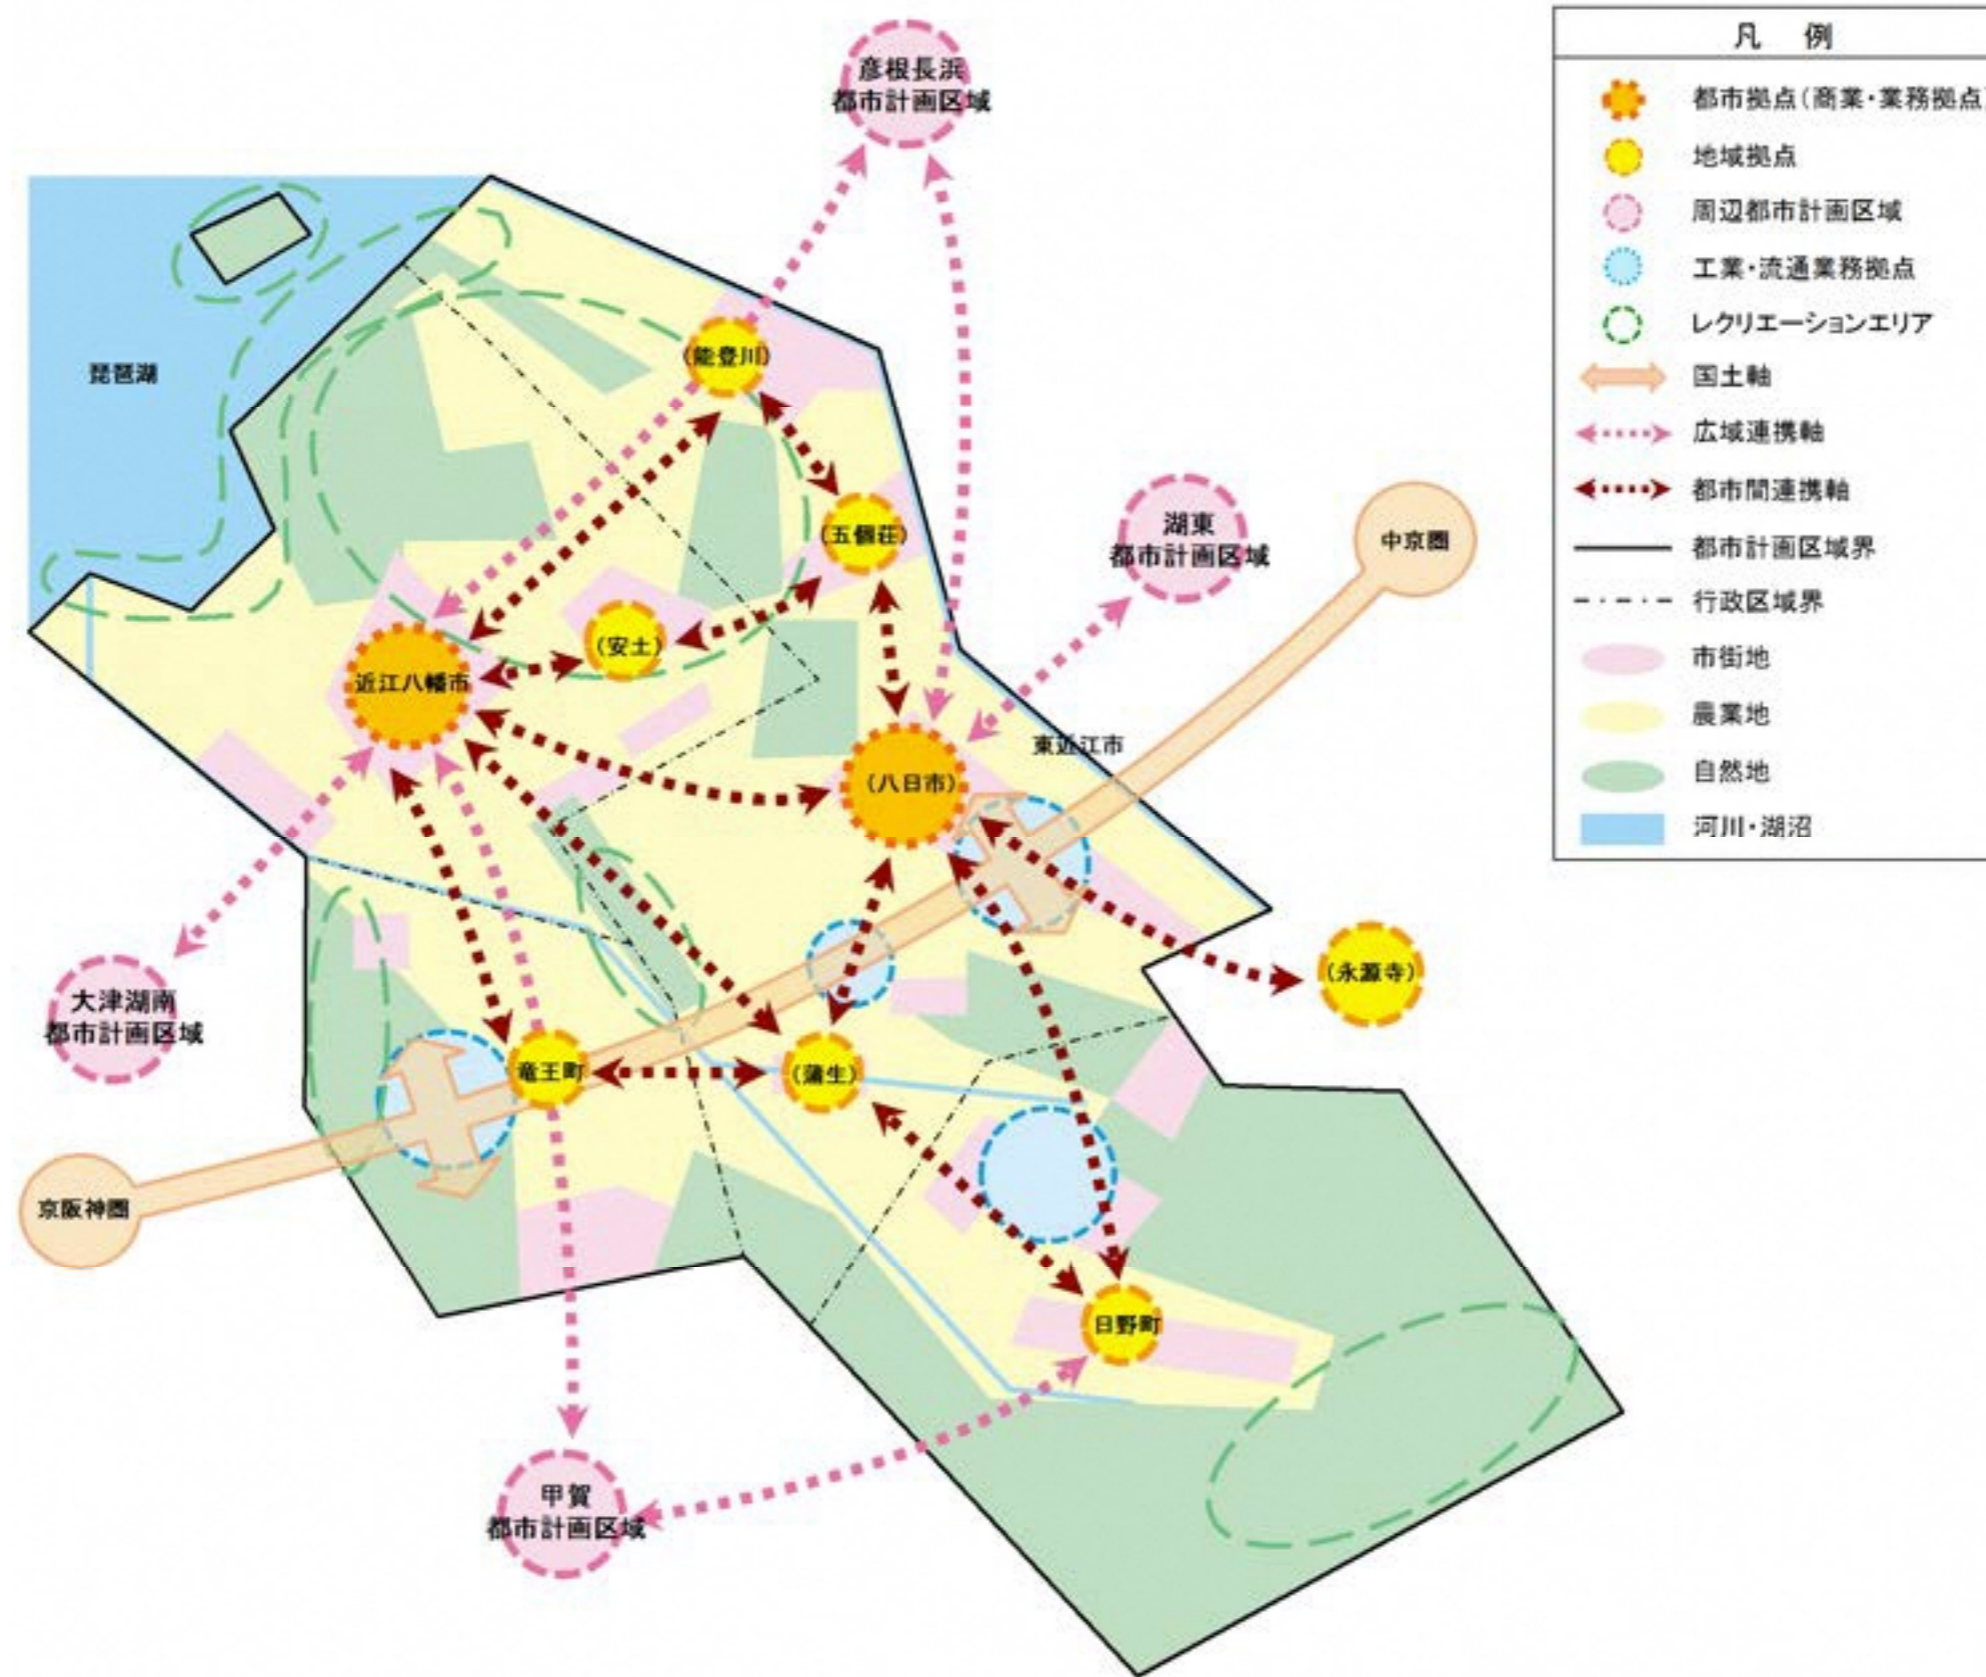 彦根長浜
都市計画区域
琵琶湖
(能登川)
(五個荘)
湖東
都市計画区域
中京圏
(安土)
近江八幡市
東近江市
(八日市)
大津湖南
都市計画区域
(永源寺)
竜王町
(蒲生)
京阪神圏
日野町
甲賀
都市計画区域
凡 例
都市拠点(商業・業務拠点)
地域拠点
周辺都市計画区域
工業・流通業務拠点
レクリエーションエリア
国土軸
広域連携軸
都市間連携軸
都市計画区域界
行政区域界
市街地
農業地
自然地
河川・湖沼